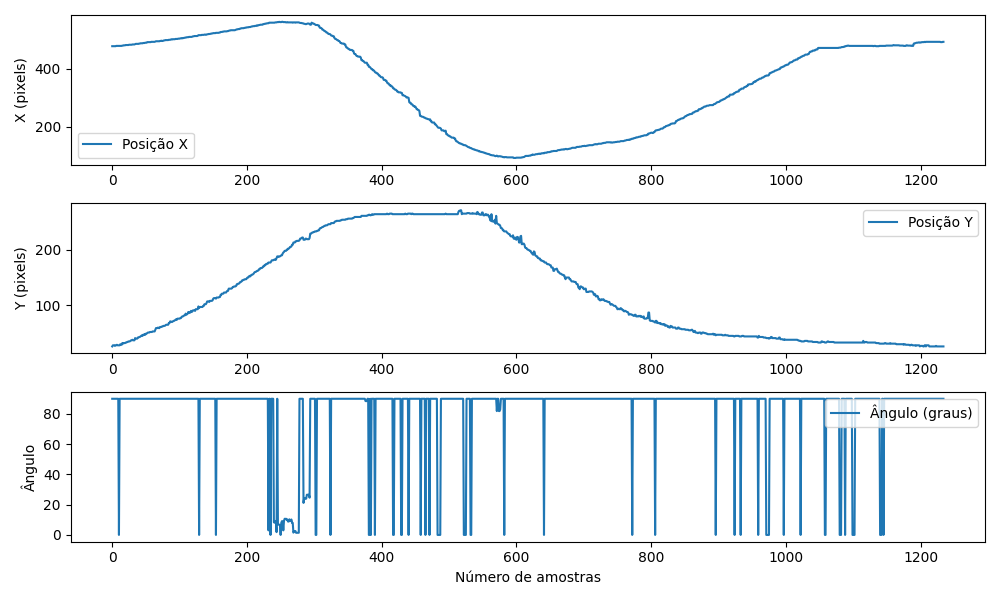 X (pixels)
400
200
Posição X
0 200 400 600 800 1000 1200
Y (pixels)
200
100
Posição Y
0 200 400 600 800 1000 1200
Ângulo
80
60
40
20
0
Ângulo (graus)
0 200 400 600 800 1000 1200
Número de amostras